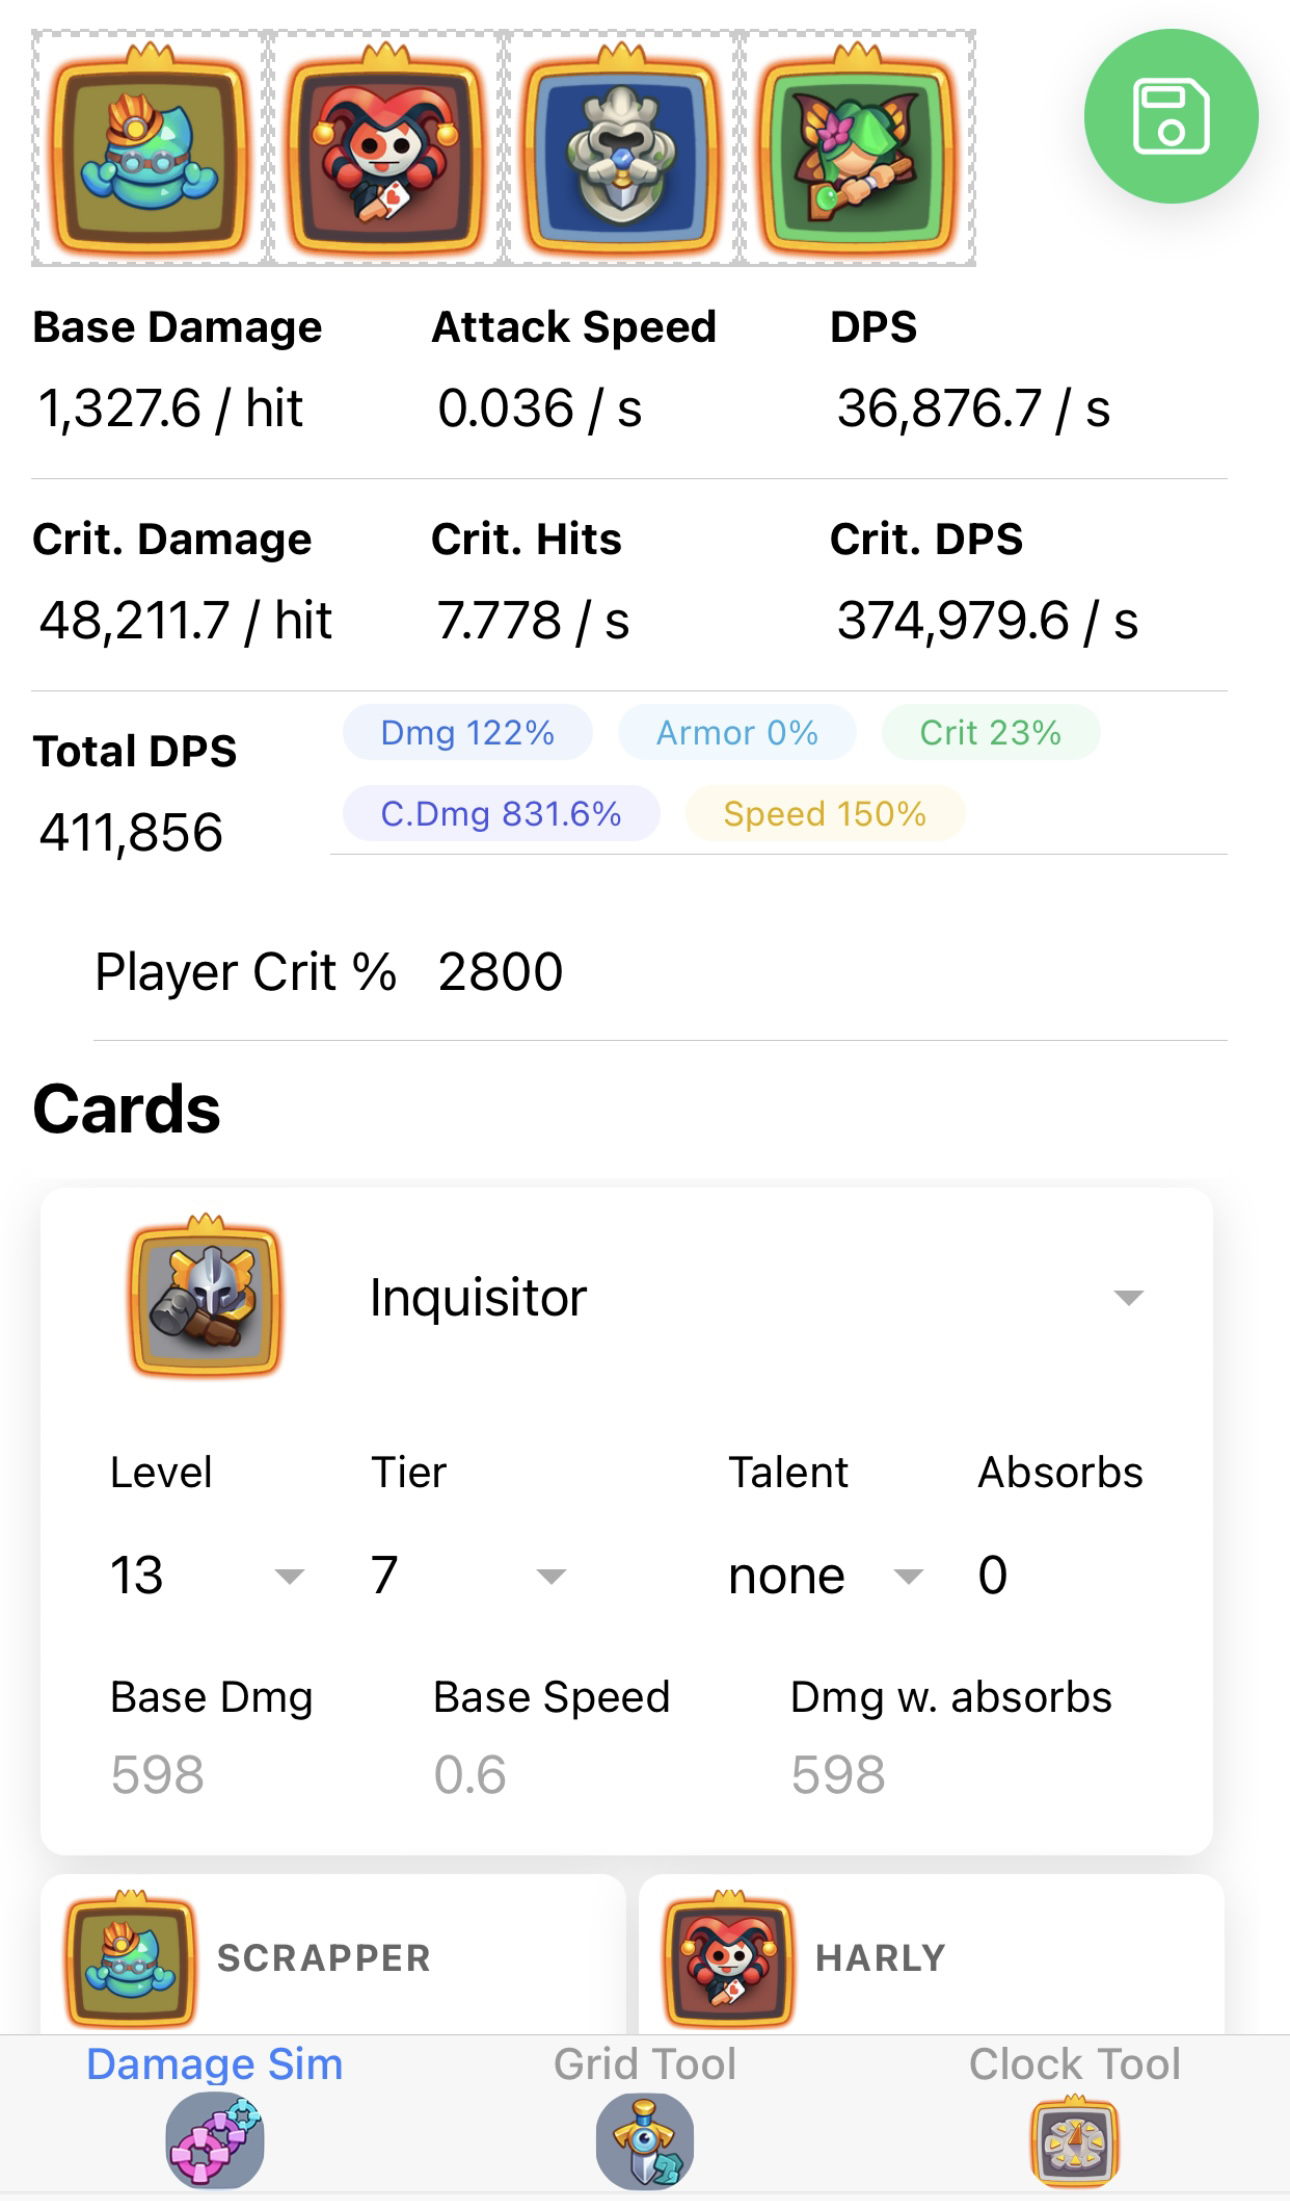 Base Damage Attack Speed DPS
1,327.6 / hit 0.036 / s 36,876.7 / s
Crit. Damage Crit. Hits Crit. DPS
48,211.7 / hit 7.778 / s 374,979.6 / s
Total DPS
411,856
Dmg 122% Armor 0% Crit 23%
C.Dmg 831.6% Speed 150%
Player Crit % 2800
Cards
Inquisitor
Level Tier Talent Absorbs
13 7 none 0
Base Dmg Base Speed Dmg w. absorbs
598 0.6 598
SCRAPPER HARLY
Damage Sim Grid Tool Clock Tool